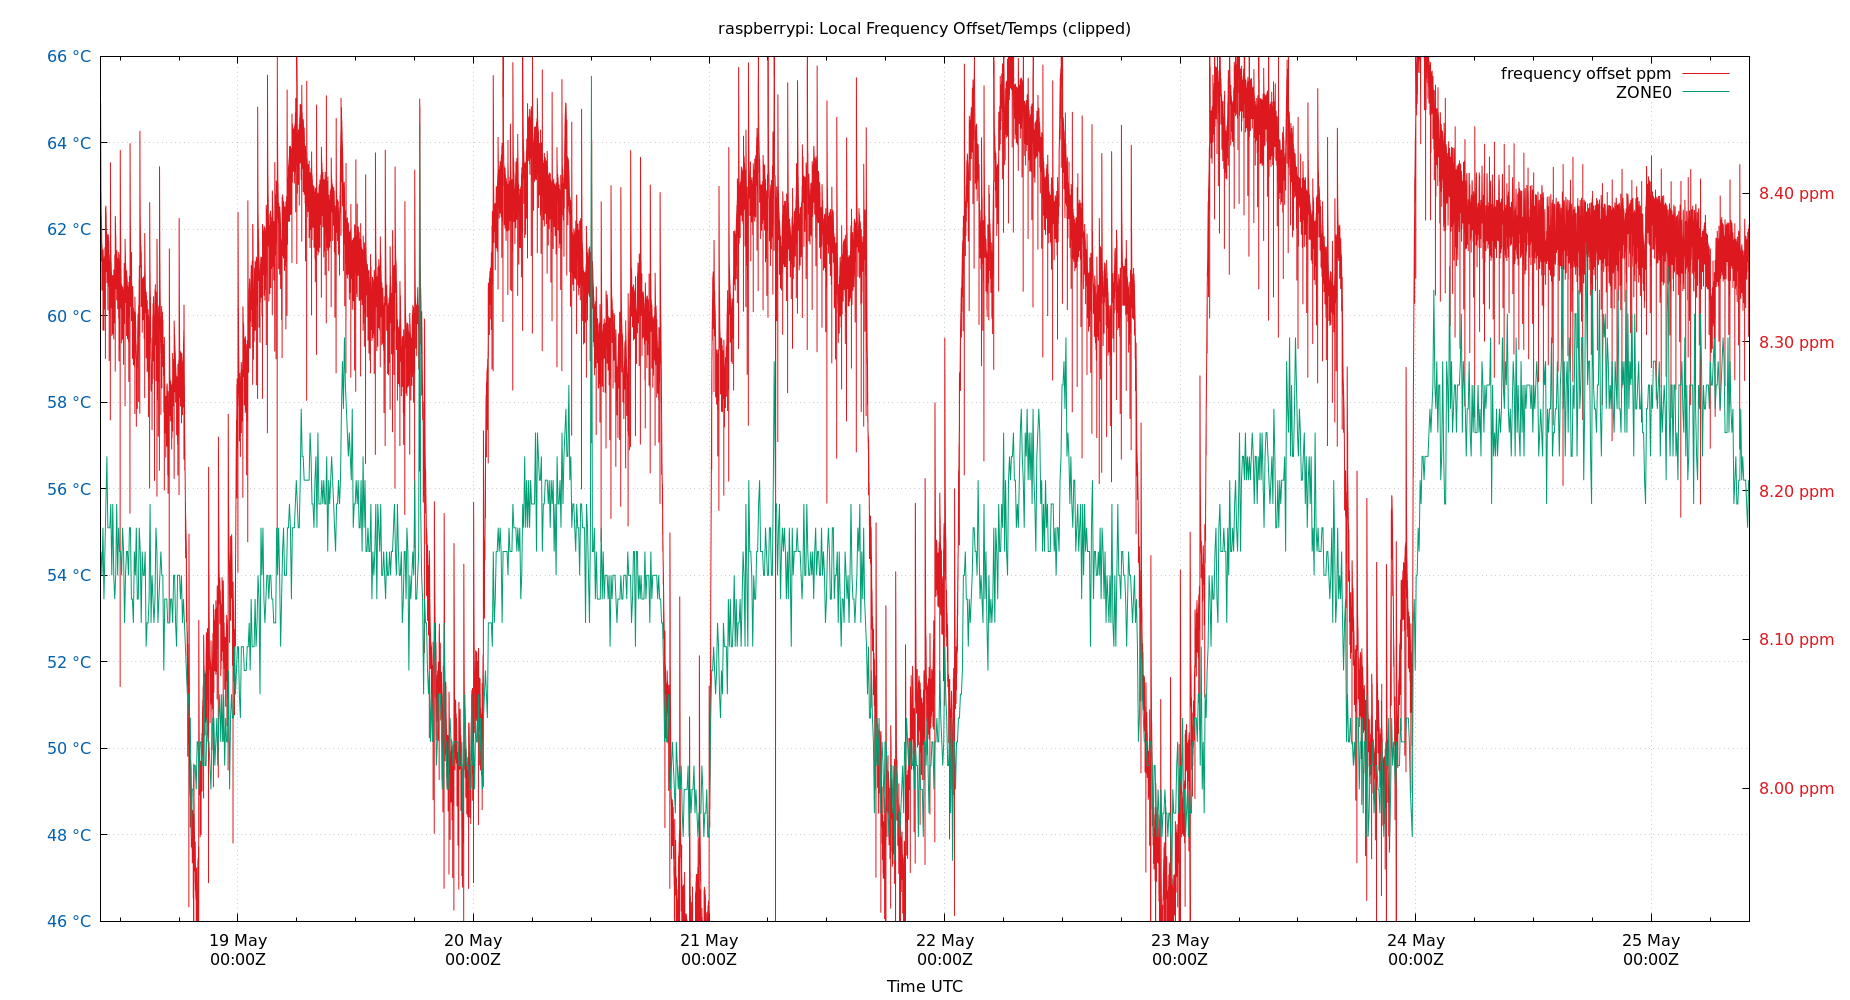 raspberrypi: Local Frequency Offset/Temps (clipped)
frequency offset ppm
ZONE0
66 °C
64 °C
62 °C
60 °C
58 °C
56 °C
54 °C
52 °C
50 °C
48 °C
46 °C
8.40 ppm
8.30 ppm
8.20 ppm
8.10 ppm
8.00 ppm
19 May 20 May 21 May 22 May 23 May 24 May 25 May
00:00Z 00:00Z 00:00Z 00:00Z 00:00Z 00:00Z 00:00Z
Time UTC